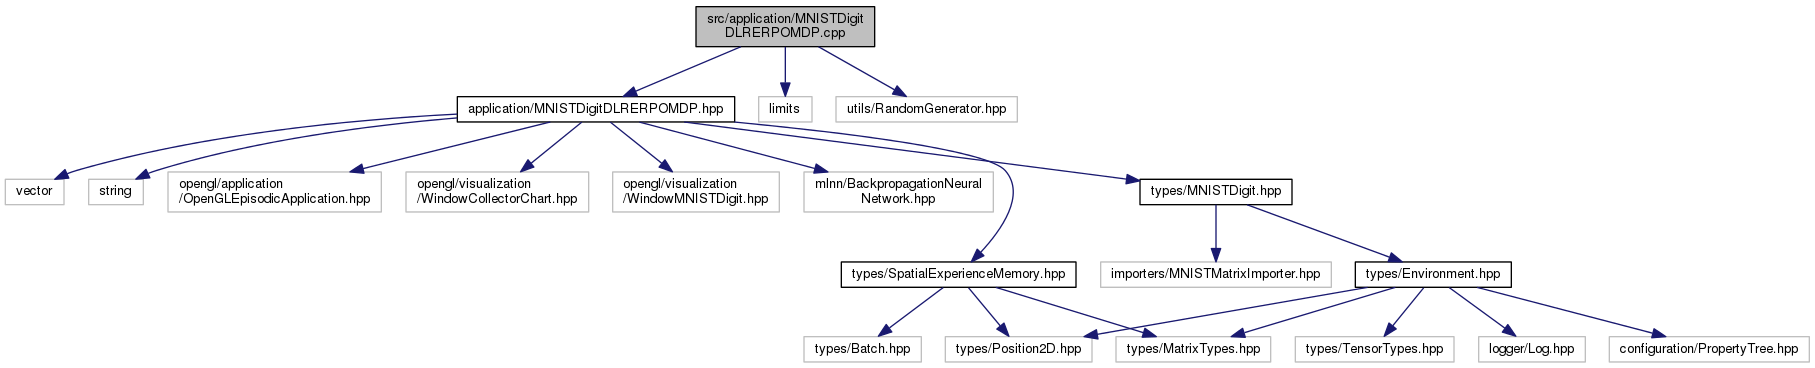 src/application/MNISTDigit
DLRERPOMDP.cpp
application/MNISTDigitDLRERPOMDP.hpp
limits
utils/RandomGenerator.hpp
vector
string
opengl/application
/OpenGLEpisodicApplication.hpp
opengl/visualization
/WindowCollectorChart.hpp
opengl/visualization
/WindowMNISTDigit.hpp
mlnn/BackpropagationNeural
Network.hpp
types/MNISTDigit.hpp
types/SpatialExperienceMemory.hpp
importers/MNISTMatrixImporter.hpp
types/Environment.hpp
types/Batch.hpp
types/Position2D.hpp
types/MatrixTypes.hpp
types/TensorTypes.hpp
logger/Log.hpp
configuration/PropertyTree.hpp